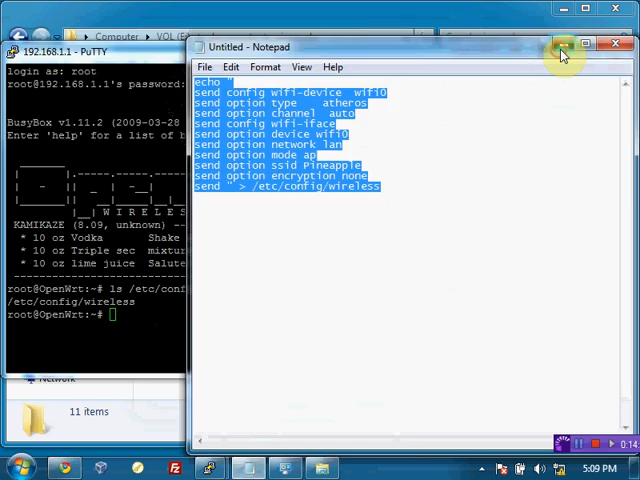 Computer ▸ VOL (E
192.168.1.1 - PuTTY
login as: root
root@192.168.1.1's password:
BusyBox v1.11.2 (2009-03-28
Enter 'help' for a list of b
W I R E L E S
KAMIKAZE (8.09, unknown) --
* 10 oz Vodka Shake
* 10 oz Triple sec mixtur
* 10 oz lime juice Salute
root@OpenWrt:~# ls /etc/conf
/etc/config/wireless
root@OpenWrt:~#
Untitled - Notepad
File Edit Format View Help
echo "
send config wifi-device wifi0
send option type atheros
send option channel auto
send config wifi-iface
send option device wifi0
send option network lan
send option mode ap
send option ssid Pineapple
send option encryption none
send " > /etc/config/wireless
Network
11 items
0:14
5:09 PM